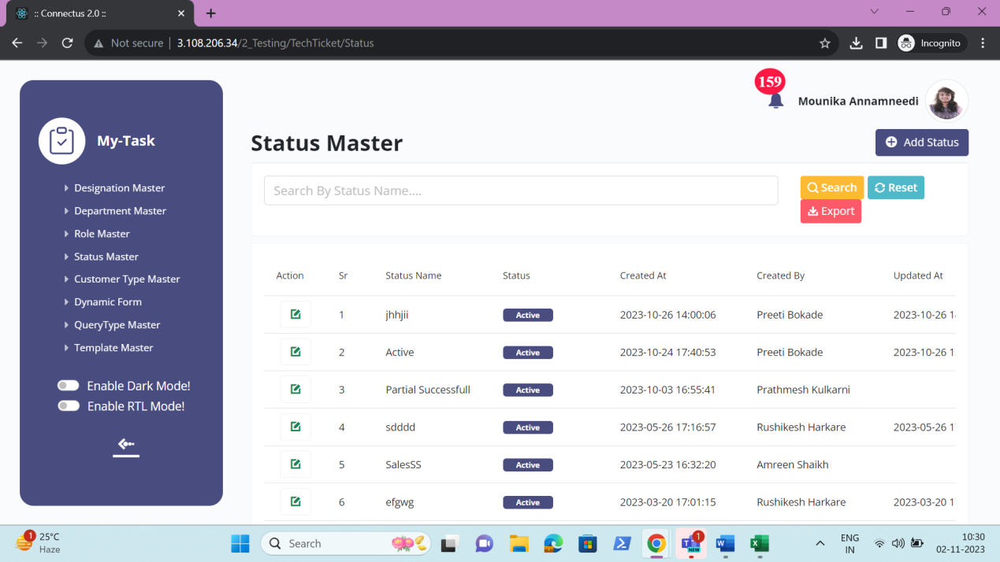 :: Connectus 2.0 ::
Not secure 3.108.206.34/2_Testing/TechTicket/Status
Incognito
159
Mounika Annamneedi
My-Task
Designation Master
Department Master
Role Master
Status Master
Customer Type Master
Dynamic Form
QueryType Master
Template Master
Enable Dark Mode!
Enable RTL Mode!
Status Master
Add Status
Search By Status Name....
Search
Reset
Export
Action Sr Status Name Status Created At Created By Updated At
1 jhhjii Active 2023-10-26 14:00:06 Preeti Bokade 2023-10-26
2 Active Active 2023-10-24 17:40:53 Preeti Bokade 2023-10-26 1
3 Partial Successfull Active 2023-10-03 16:55:41 Prathmesh Kulkarni
4 sdddd Active 2023-05-26 17:16:57 Rushikesh Harkare 2023-05-26 1
5 SalesSS Active 2023-05-23 16:32:20 Amreen Shaikh
6 efgwg Active 2023-03-20 17:01:15 Rushikesh Harkare 2023-03-20 1
1
25°C
Haze
Search
1
NEW
ENG
IN
10:30
02-11-2023